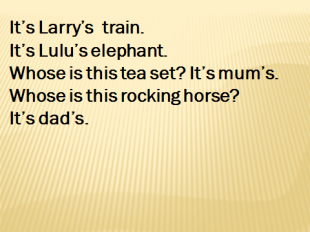 It’s Larry’s  train.
It’s Lulu’s elephant.
Whose is this tea set? It’s mum’s.
Whose is this rocking horse?
It’s dad’s.